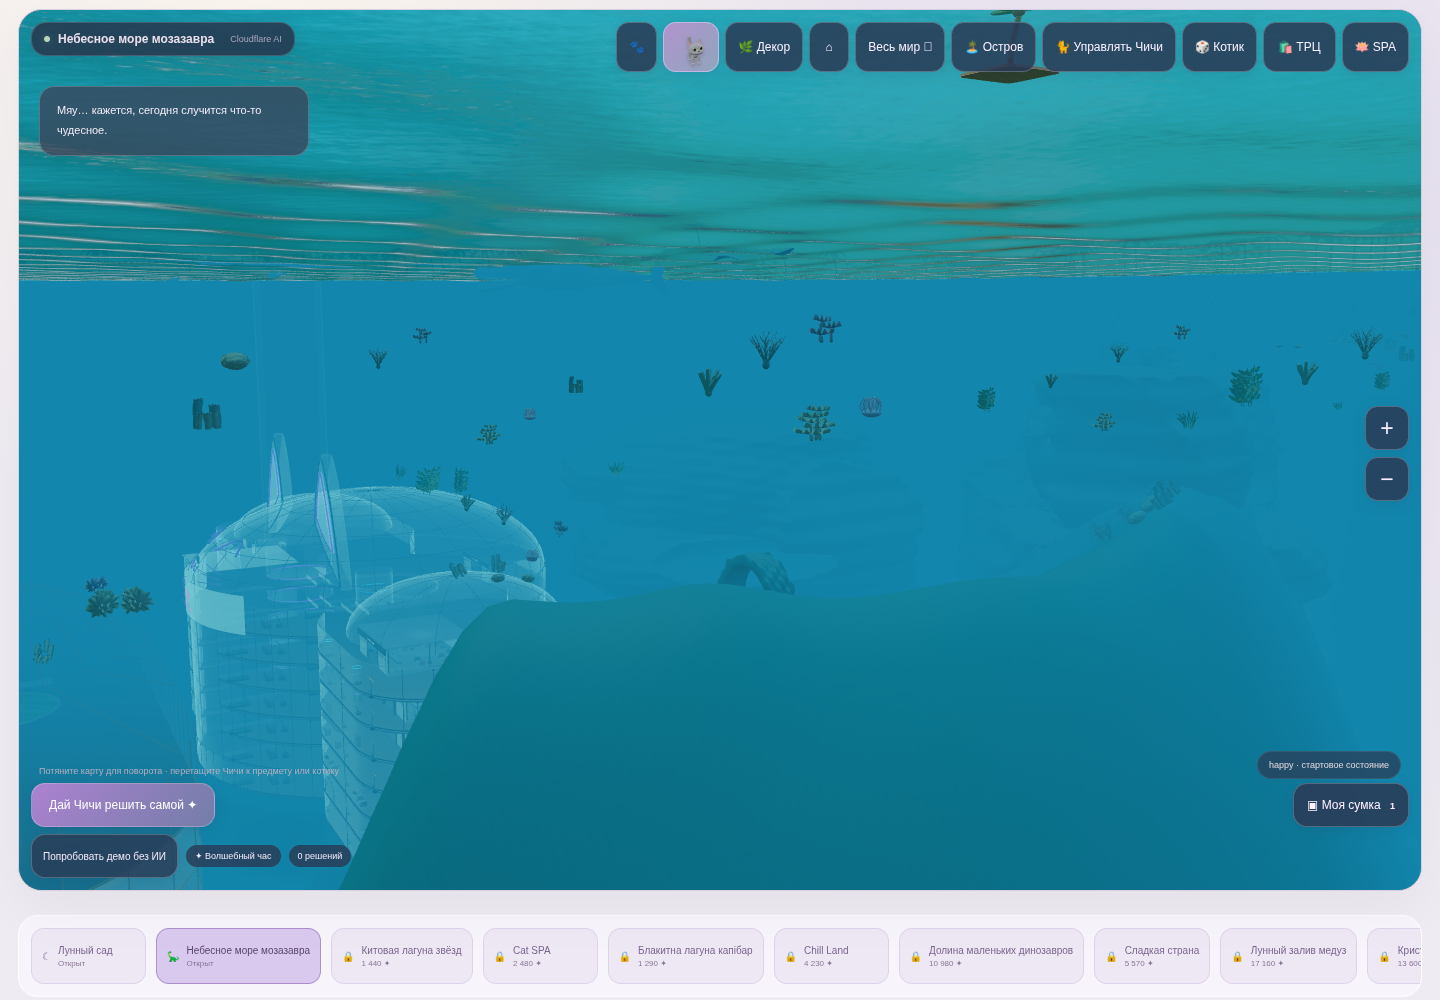 Небесное море мозазавра Cloudflare AI
🌿 Декор
Весь мир
🏝️ Остров
🐈 Управлять Чичи
🎲 Котик
🛍️ ТРЦ
🪷 SPA
Мяу… кажется, сегодня случится что-то
чудесное.
+
−
Потяните карту для поворота · перетащите Чичи к предмету или котику
happy · стартовое состояние
Дай Чичи решить самой ✦
▣ Моя сумка 1
Попробовать демо без ИИ
✦ Волшебный час
0 решений
Лунный сад
Открыт
Небесное море мозазавра
Открыт
Китовая лагуна звёзд
1 440 ✦
Cat SPA
2 480 ✦
Блакитна лагуна капібар
1 290 ✦
Chill Land
4 230 ✦
Долина маленьких динозавров
10 980 ✦
Сладкая страна
5 570 ✦
Лунный залив медуз
17 160 ✦